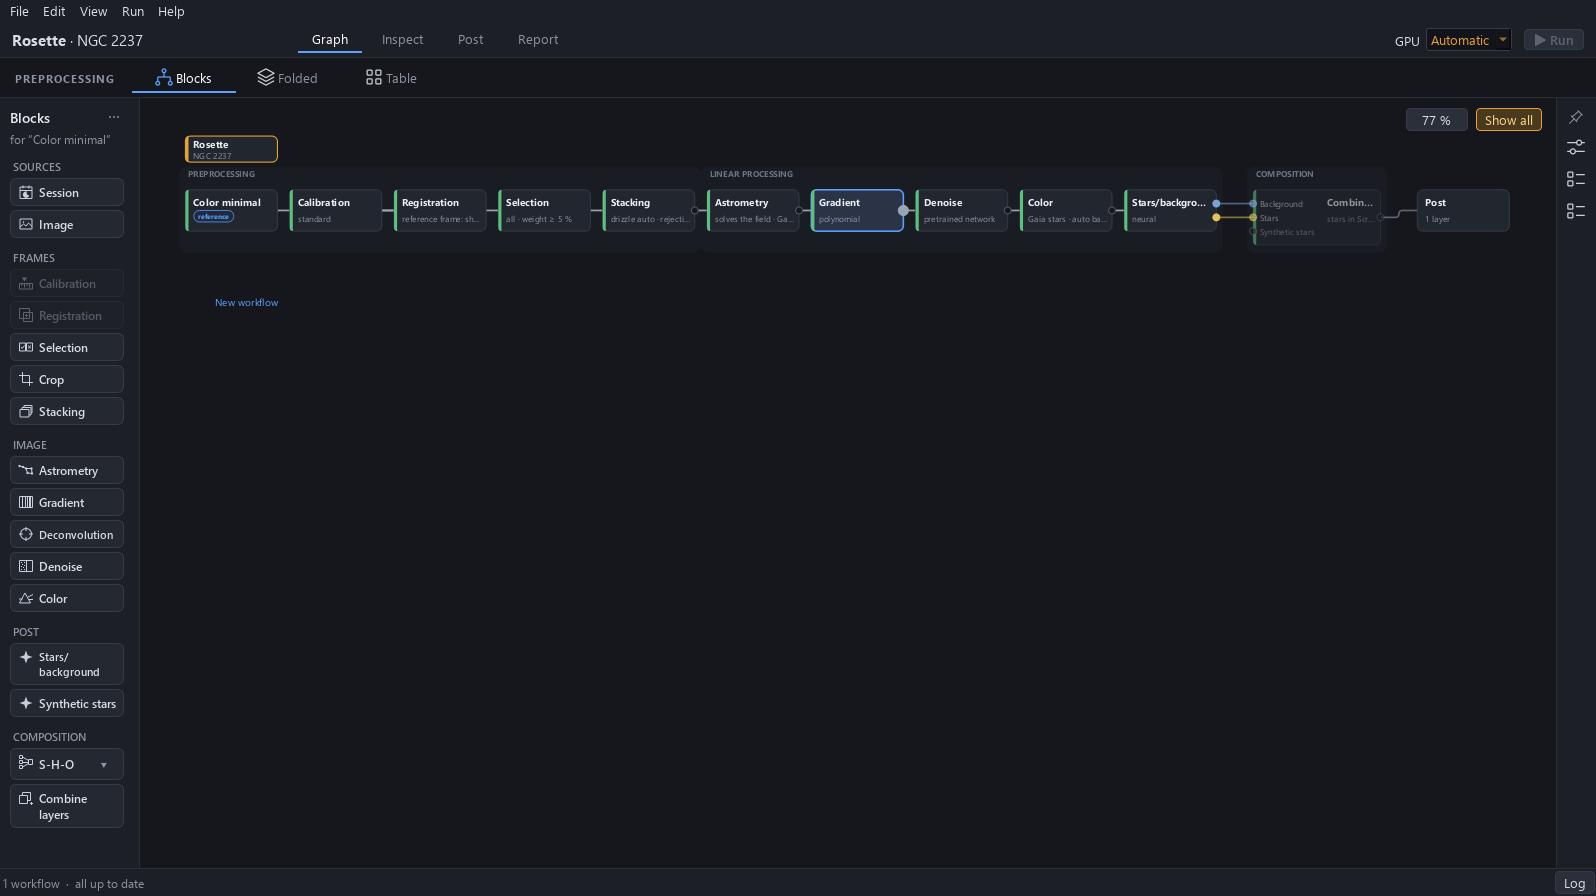 File Edit View Run Help
Rosette · NGC 2237
Graph Inspect Post Report
GPU Automatic Run
PREPROCESSING Blocks Folded Table
Blocks ...
for "Color minimal"
SOURCES
Session
Image
FRAMES
Calibration
Registration
Selection
Crop
Stacking
IMAGE
Astrometry
Gradient
Deconvolution
Denoise
Color
POST
Stars/
background
Synthetic stars
COMPOSITION
S-H-O
Combine
layers
77 % Show all
Rosette
NGC 2237
PREPROCESSING
Color minimal
reference
Calibration
standard
Registration
reference frame: sh...
Selection
all · weight ≥ 5 %
Stacking
drizzle auto · rejecti...
LINEAR PROCESSING
Astrometry
solves the field · Ga...
Gradient
polynomial
Denoise
pretrained network
Color
Gaia stars · auto ba...
Stars/backgro...
neural
COMPOSITION
Combin...
Background
Stars
stars in Scr...
Synthetic stars
Post
1 layer
New workflow
1 workflow · all up to date
Log